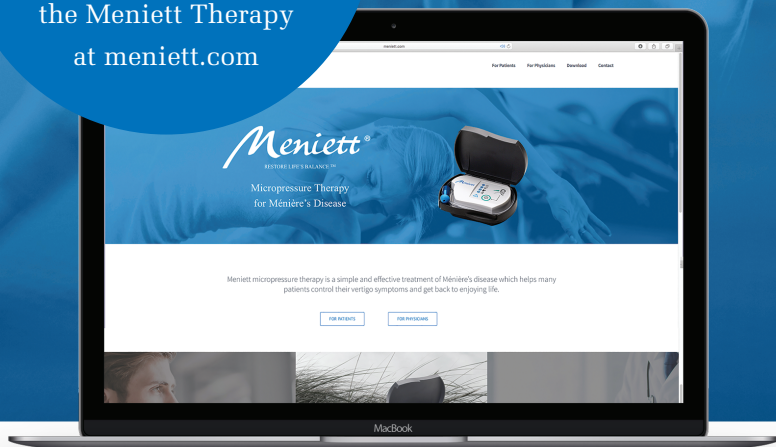 the Meniett Therapy
at meniett.com
meniett.com
For Patients For Physicians Download Contact
Meniett®
RESTORE LIFE'S BALANCE™
Micropressure Therapy
for Ménière's Disease
Meniett micropressure therapy is a simple and effective treatment of Ménière's disease which helps many
patients control their vertigo symptoms and get back to enjoying life.
FOR PATIENTS FOR PHYSICIANS
MacBook